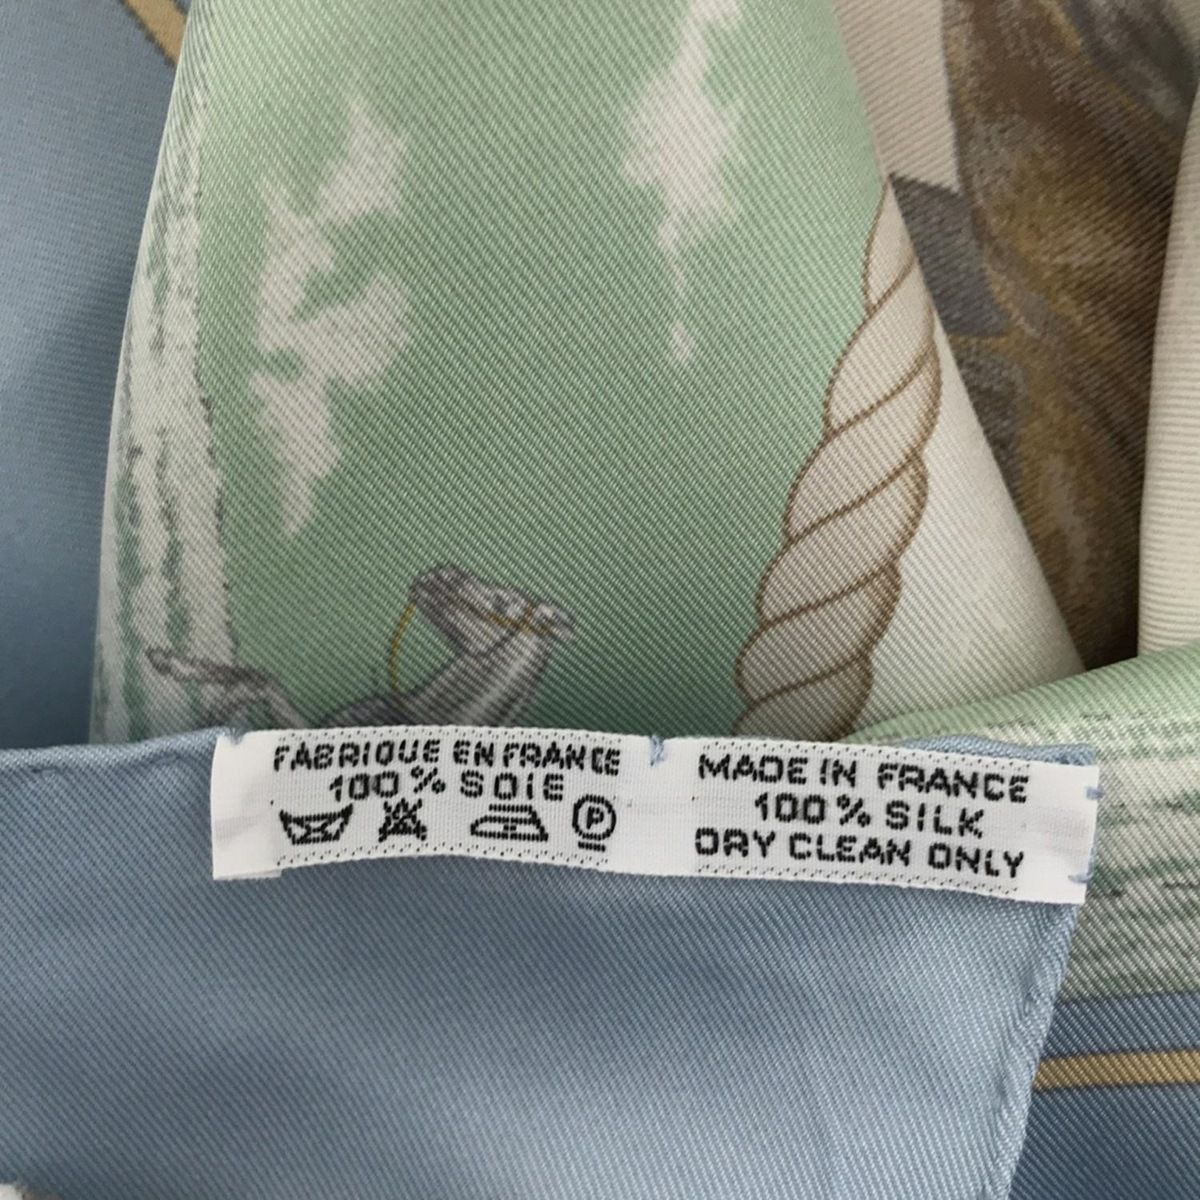 FABRIQUE EN FRANCE
100% SOIE
P
MADE IN FRANCE
100% SILK
DRY CLEAN ONLY